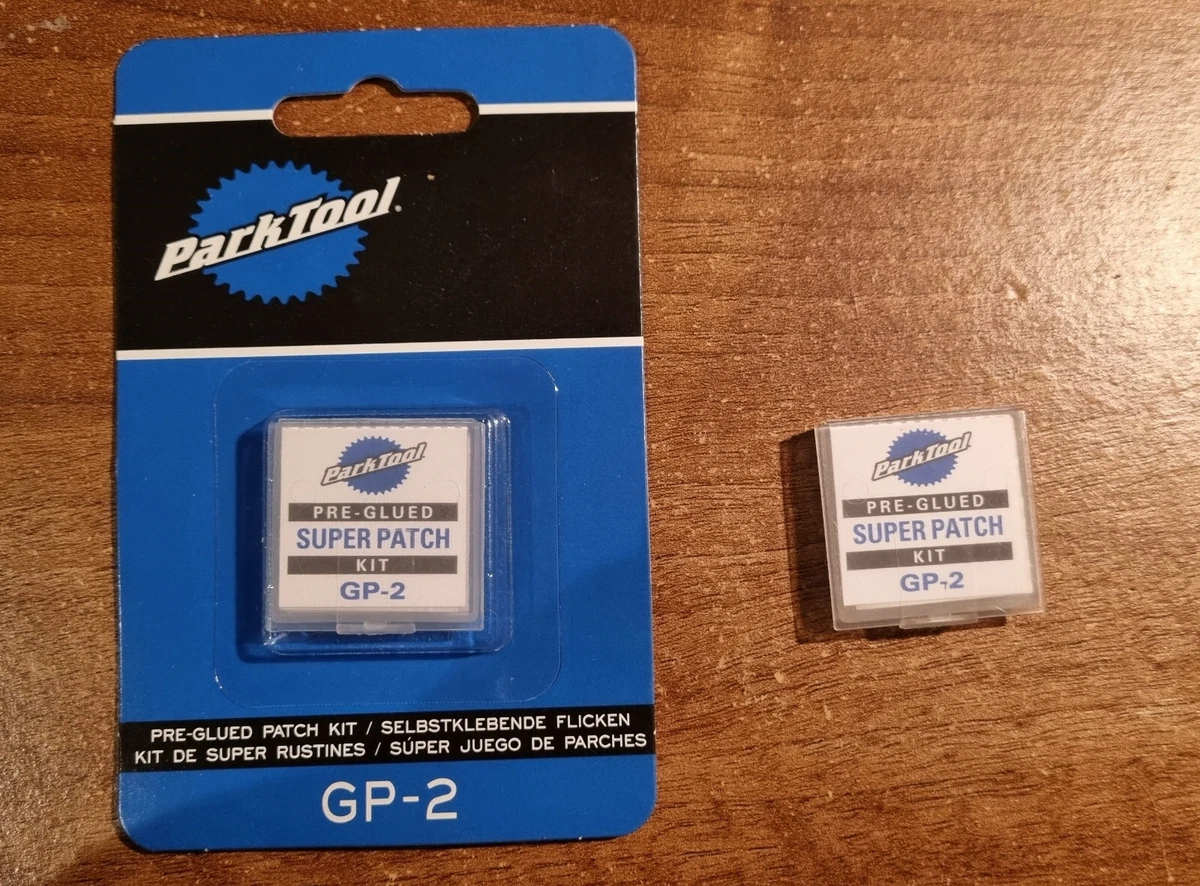 ParkTool®
ParkTool
PRE-GLUED
SUPER PATCH
KIT
GP-2
PRE-GLUED PATCH KIT / SELBSTKLEBENDE FLICKEN
KIT DE SUPER RUSTINES / SÚPER JUEGO DE PARCHES
GP-2
ParkTool
PRE-GLUED
SUPER PATCH
KIT
GP-2